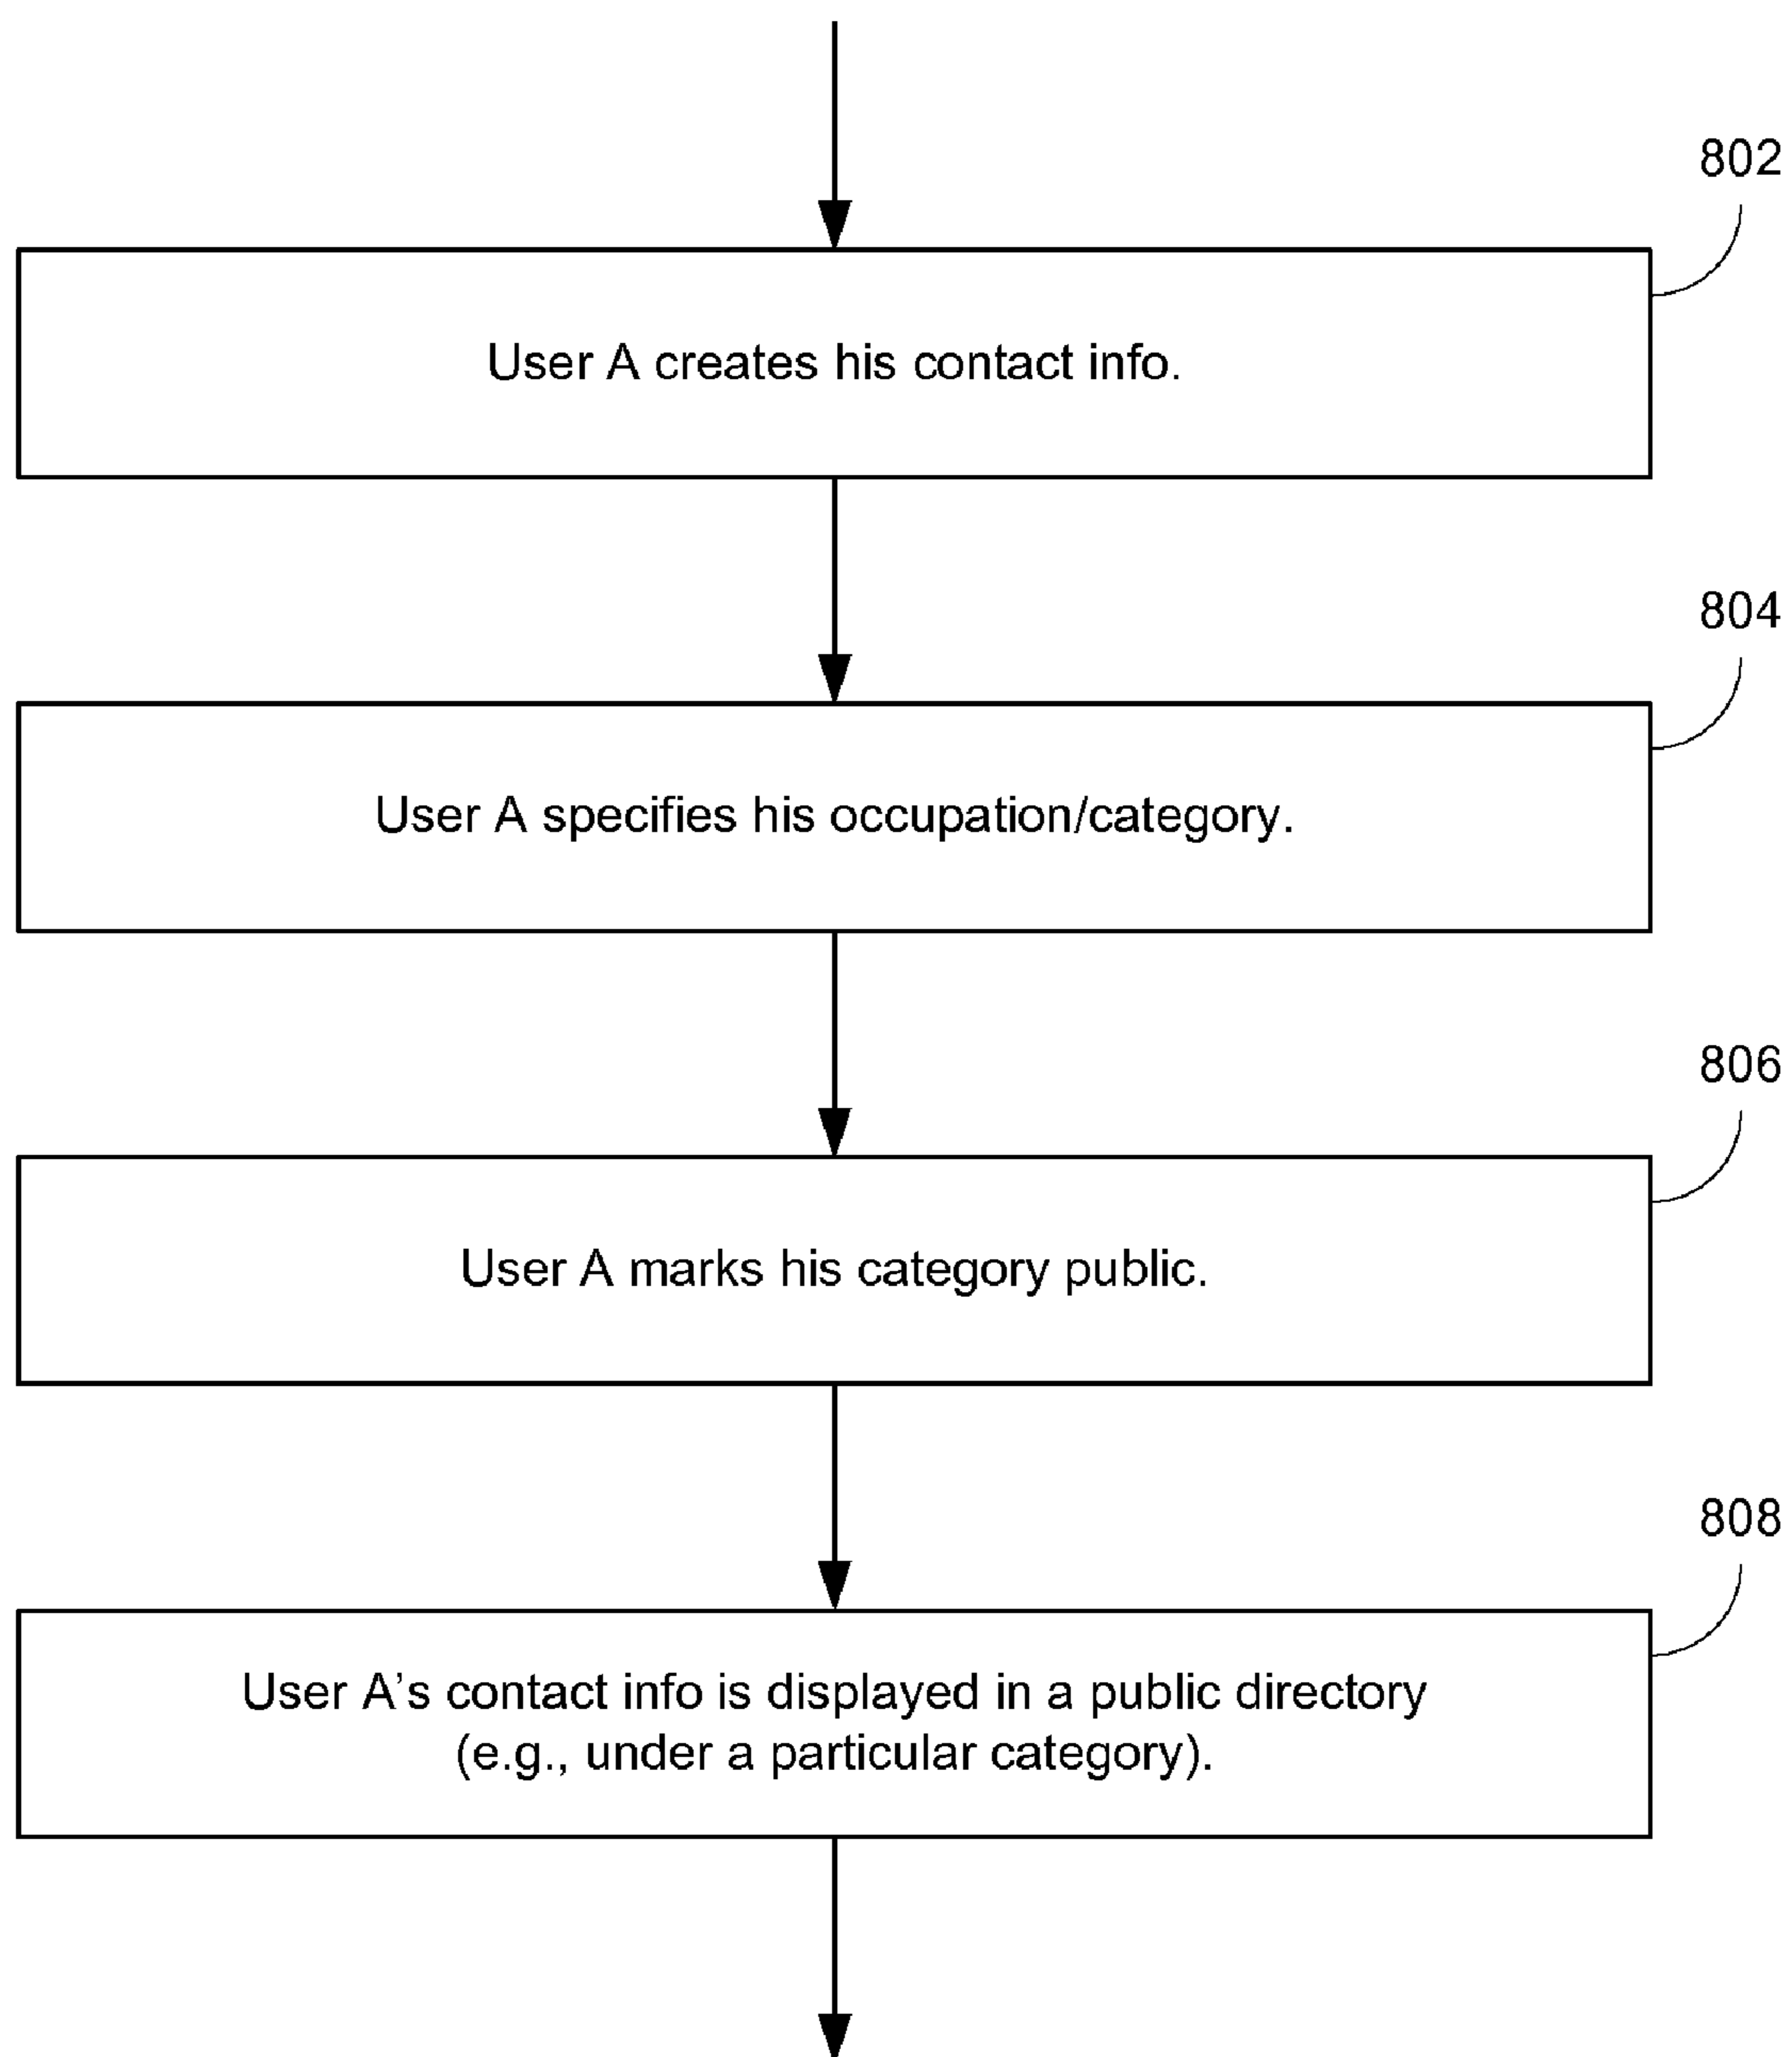 802
User A creates his contact info.
804
User A specifies his occupation/category.
806
User A marks his category public.
808
User A’s contact info is displayed in a public directory
(e.g., under a particular category).